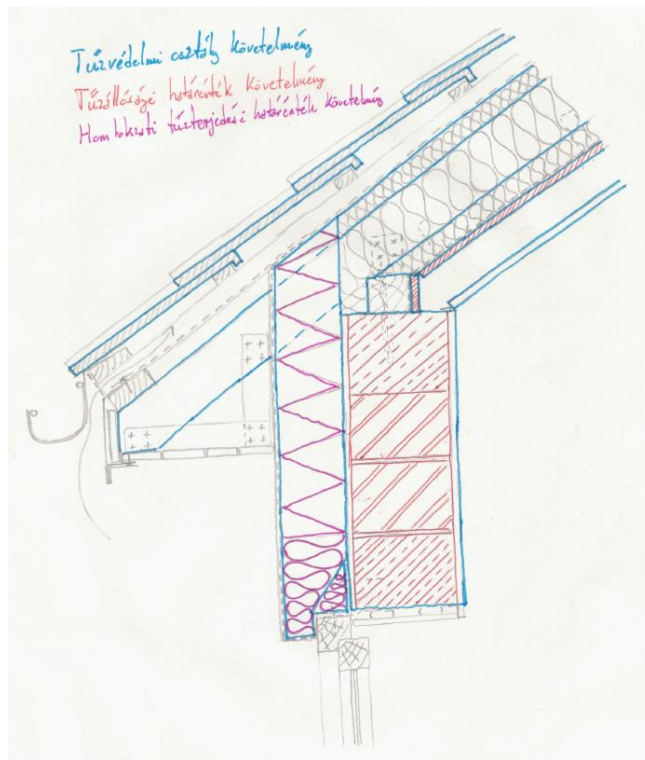 Tűzvédelmi osztály követelmény
Tűzállósági határérték követelmény
Homlokzati tűzterjedési határérték követelmény